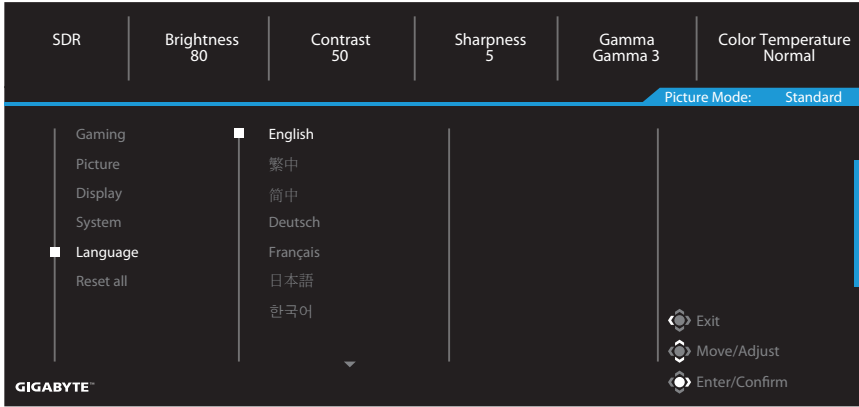 SDR
Brightness
80
Contrast
50
Sharpness
5
Gamma
Gamma 3
Color Temperature
Normal
Picture Mode: Standard
Gaming
Picture
Display
System
Language
Reset all
English
繁中
简中
Deutsch
Français
日本語
한국어
Exit
Move/Adjust
Enter/Confirm
GIGABYTE™